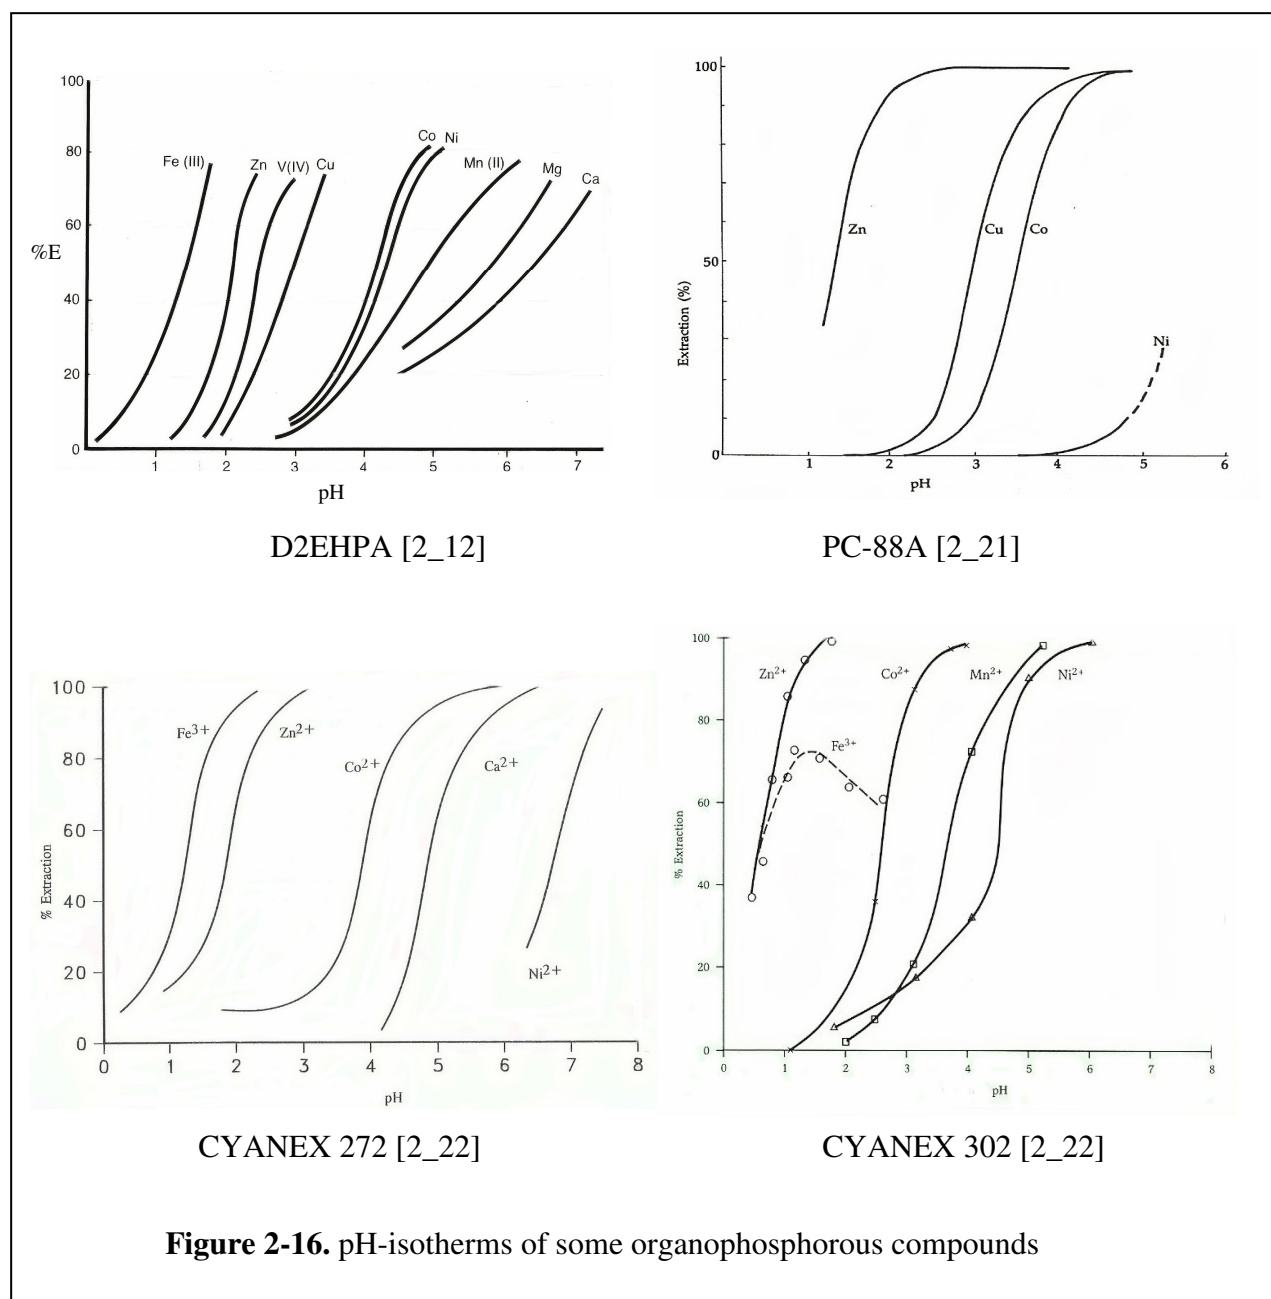 100
80
60
%E
40
20
0
Fe (III)
Zn
V(IV)
Cu
Co
Ni
Mn (II)
Mg
Ca
1 2 3 4 5 6 7
pH
D2EHPA [2_12]
100
50
0
Extraction (%)
Zn
Cu
Co
Ni
1 2 3 4 5 6
pH
PC-88A [2_21]
100
80
60
40
20
0
% Extraction
Fe3+
Zn2+
Co2+
Ca2+
Ni2+
0 1 2 3 4 5 6 7 8
pH
CYANEX 272 [2_22]
100
80
60
40
20
0
% Extraction
Zn2+
Co2+
Mn2+
Ni2+
Fe3+
0 1 2 3 4 5 6 7 8
pH
CYANEX 302 [2_22]
Figure 2-16. pH-isotherms of some organophosphorous compounds